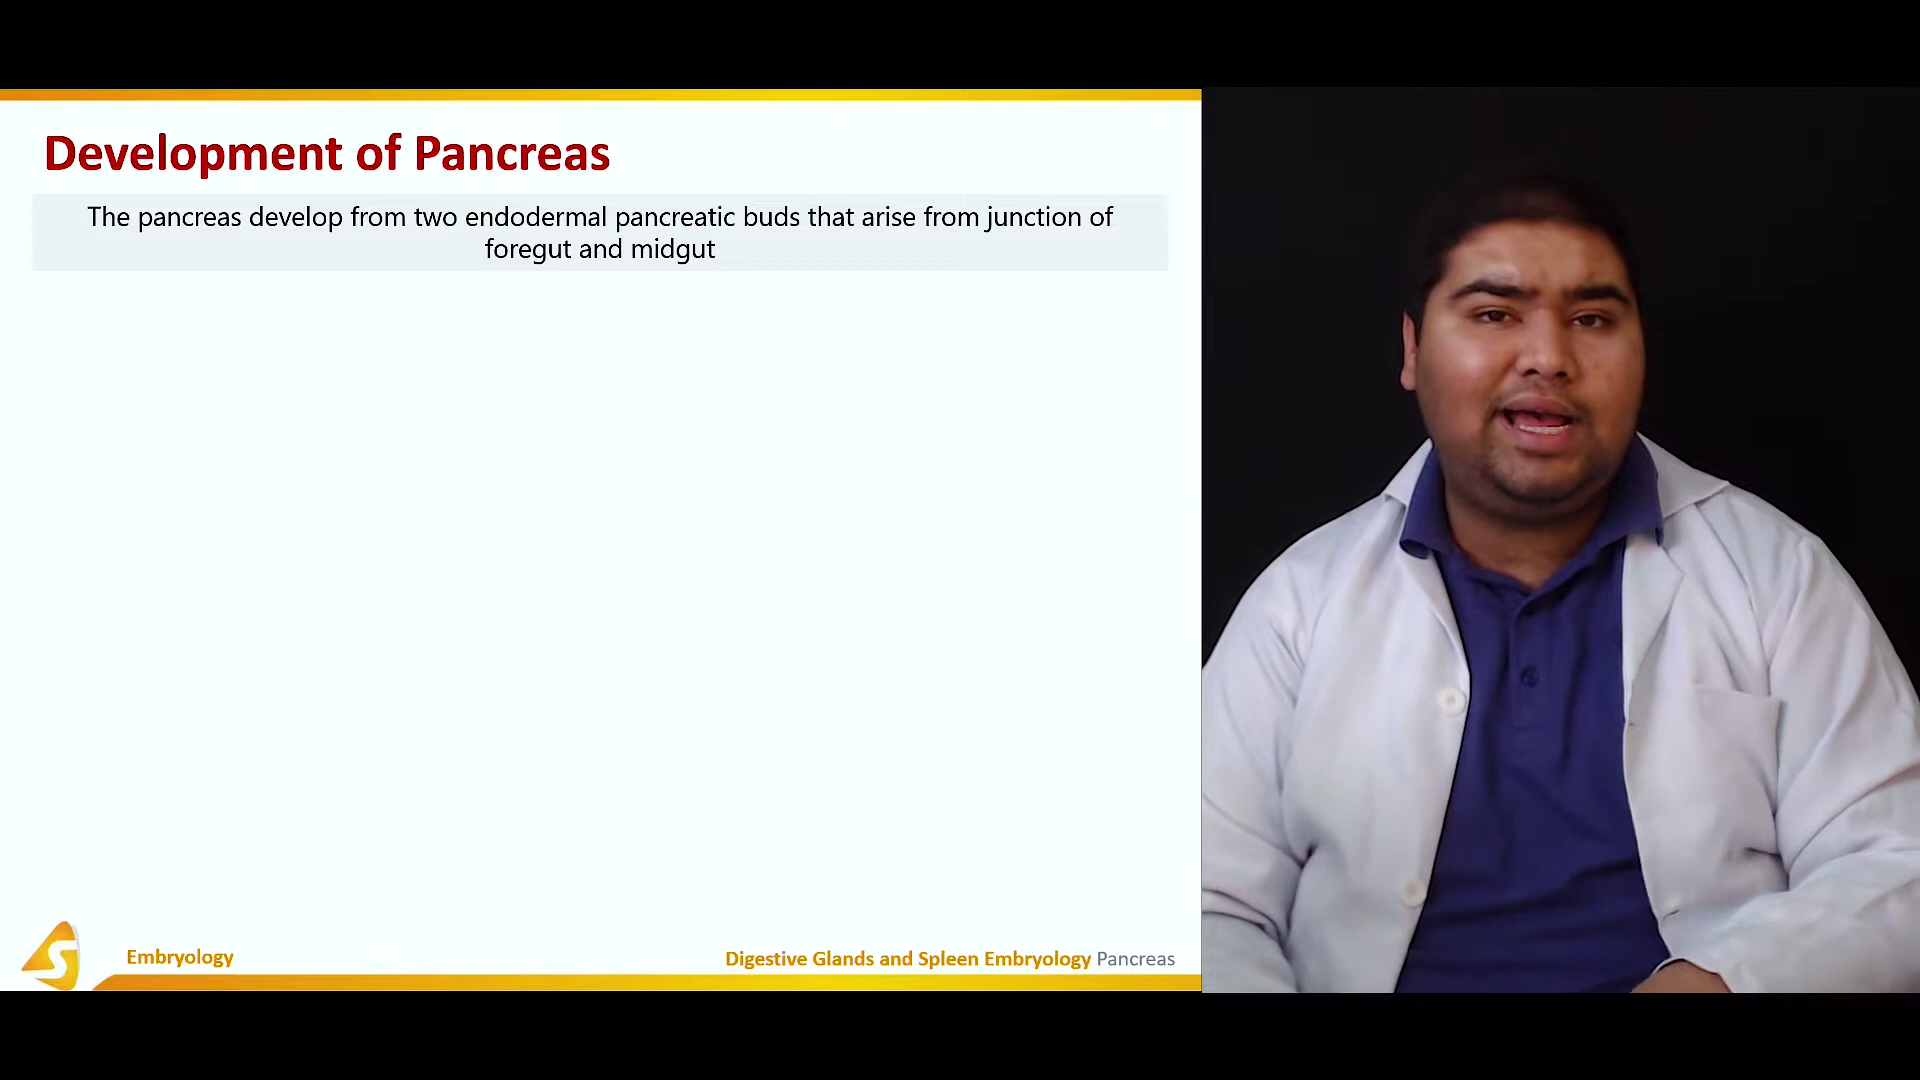 Development of Pancreas
The pancreas develop from two endodermal pancreatic buds that arise from junction of
foregut and midgut
S
Embryology
Digestive Glands and Spleen Embryology Pancreas